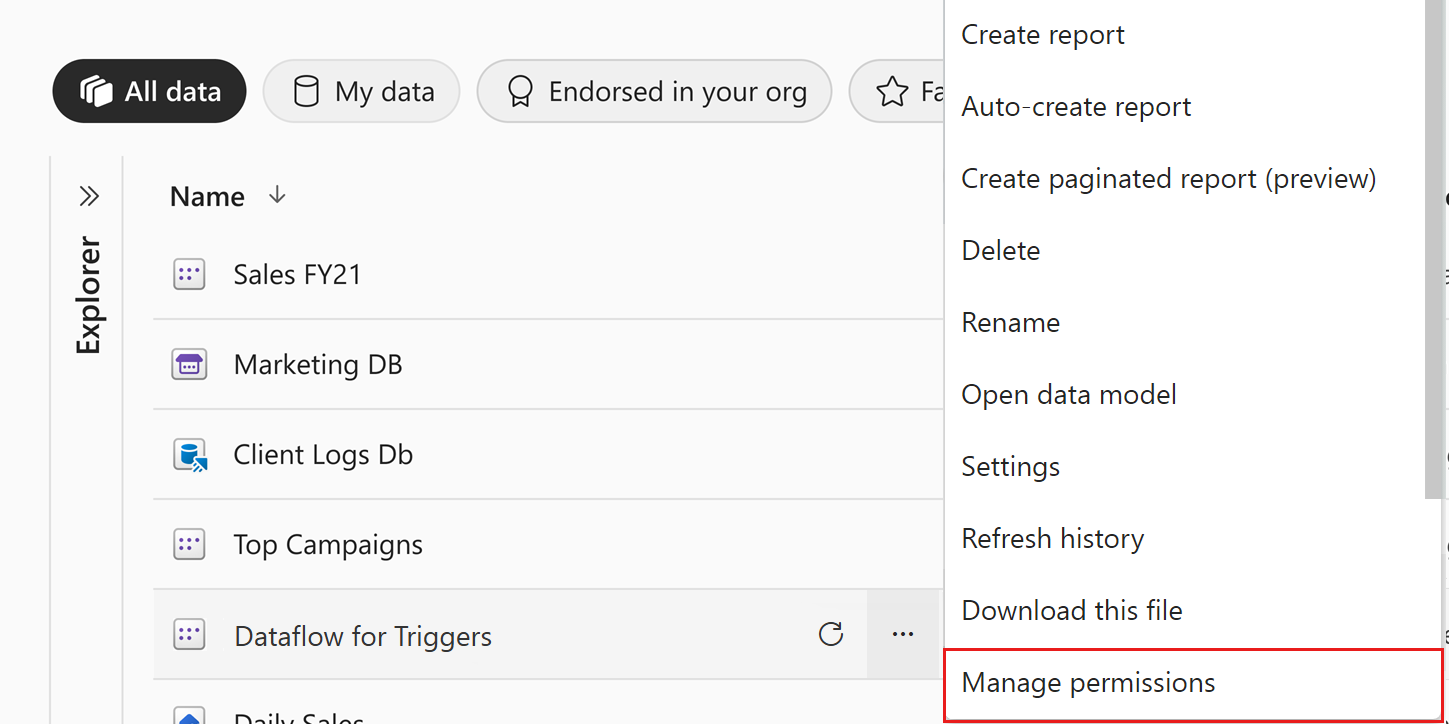 All data
My data
Endorsed in your org
Explorer
Name
Sales FY21
Marketing DB
Client Logs Db
Top Campaigns
Dataflow for Triggers
Daily Sales
Create report
Auto-create report
Create paginated report (preview)
Delete
Rename
Open data model
Settings
Refresh history
Download this file
Manage permissions